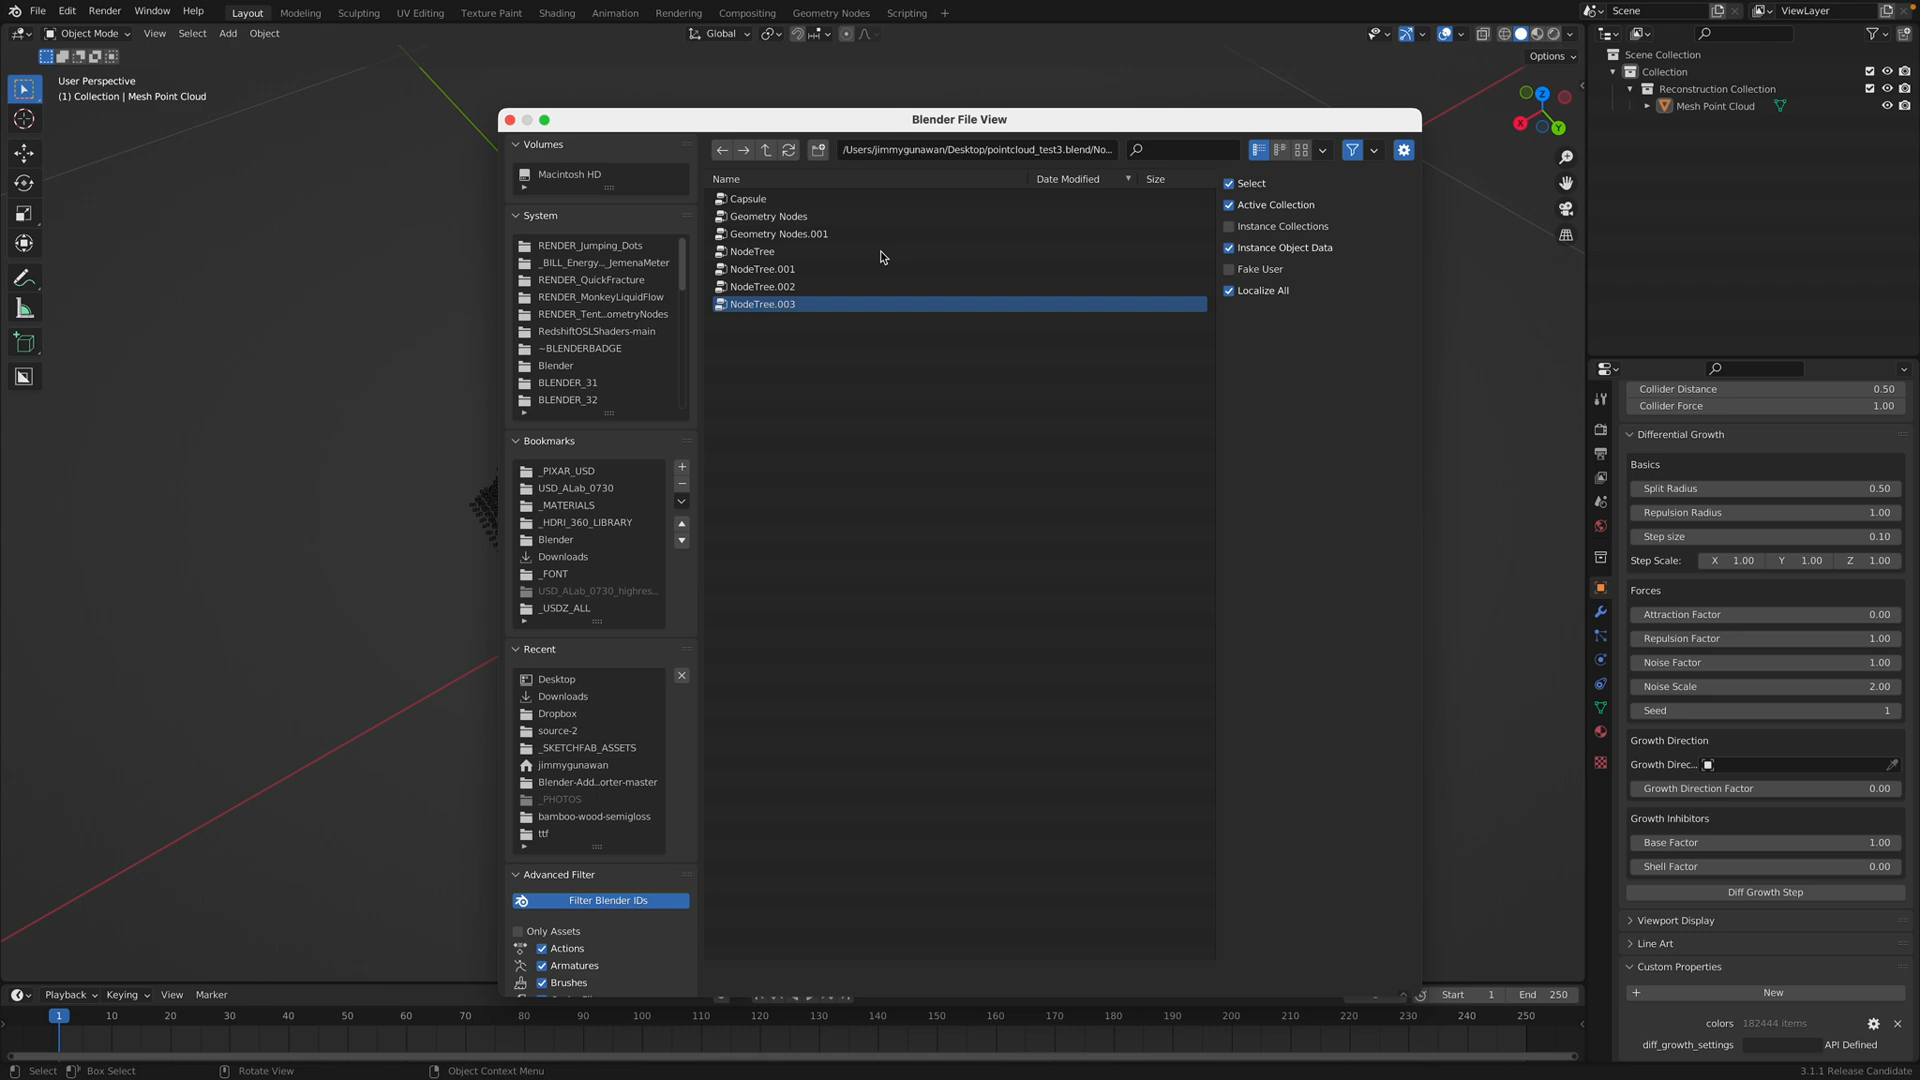 File Edit Render Window Help Layout Modeling Sculpting UV Editing Texture Paint Shading Animation Rendering Compositing Geometry Nodes Scripting + Scene ViewLayer
Object Mode View Select Add Object Global
Options
User Perspective
(1) Collection | Mesh Point Cloud
Scene Collection
Collection
Reconstruction Collection
Mesh Point Cloud
Z
X
Y
Blender File View
Volumes
Macintosh HD
System
RENDER_Jumping_Dots
_BILL_Energy..._JemenaMeter
RENDER_QuickFracture
RENDER_MonkeyLiquidFlow
RENDER_Tent...ometryNodes
RedshiftOSLShaders-main
~BLENDERBADGE
Blender
BLENDER_31
BLENDER_32
Bookmarks
_PIXAR_USD
USD_ALab_0730
_MATERIALS
_HDRI_360_LIBRARY
Blender
Downloads
_FONT
USD_ALab_0730_highres...
_USDZ_ALL
Recent
Desktop
Downloads
Dropbox
source-2
_SKETCHFAB_ASSETS
jimmygunawan
Blender-Add...orter-master
_PHOTOS
bamboo-wood-semigloss
ttf
Advanced Filter
Filter Blender IDs
Only Assets
Actions
Armatures
Brushes
/Users/jimmygunawan/Desktop/pointcloud_test3.blend/No...
Name Date Modified Size
Capsule
Geometry Nodes
Geometry Nodes.001
NodeTree
NodeTree.001
NodeTree.002
NodeTree.003
Select
Active Collection
Instance Collections
Instance Object Data
Fake User
Localize All
Collider Distance 0.50
Collider Force 1.00
Differential Growth
Basics
Split Radius 0.50
Repulsion Radius 1.00
Step size 0.10
Step Scale: X 1.00 Y 1.00 Z 1.00
Forces
Attraction Factor 0.00
Repulsion Factor 1.00
Noise Factor 1.00
Noise Scale 2.00
Seed 1
Growth Direction
Growth Direc...
Growth Direction Factor 0.00
Growth Inhibitors
Base Factor 1.00
Shell Factor 0.00
Diff Growth Step
Viewport Display
Line Art
Custom Properties
+ New
colors 182444 items
diff_growth_settings API Defined
Playback Keying View Marker Start 1 End 250
1 10 20 30 40 50 60 70 80 90 100 110 120 130 140 150 160 170 180 190 200 210 220 230 240 250
Select Box Select Rotate View Object Context Menu 3.1.1 Release Candidate